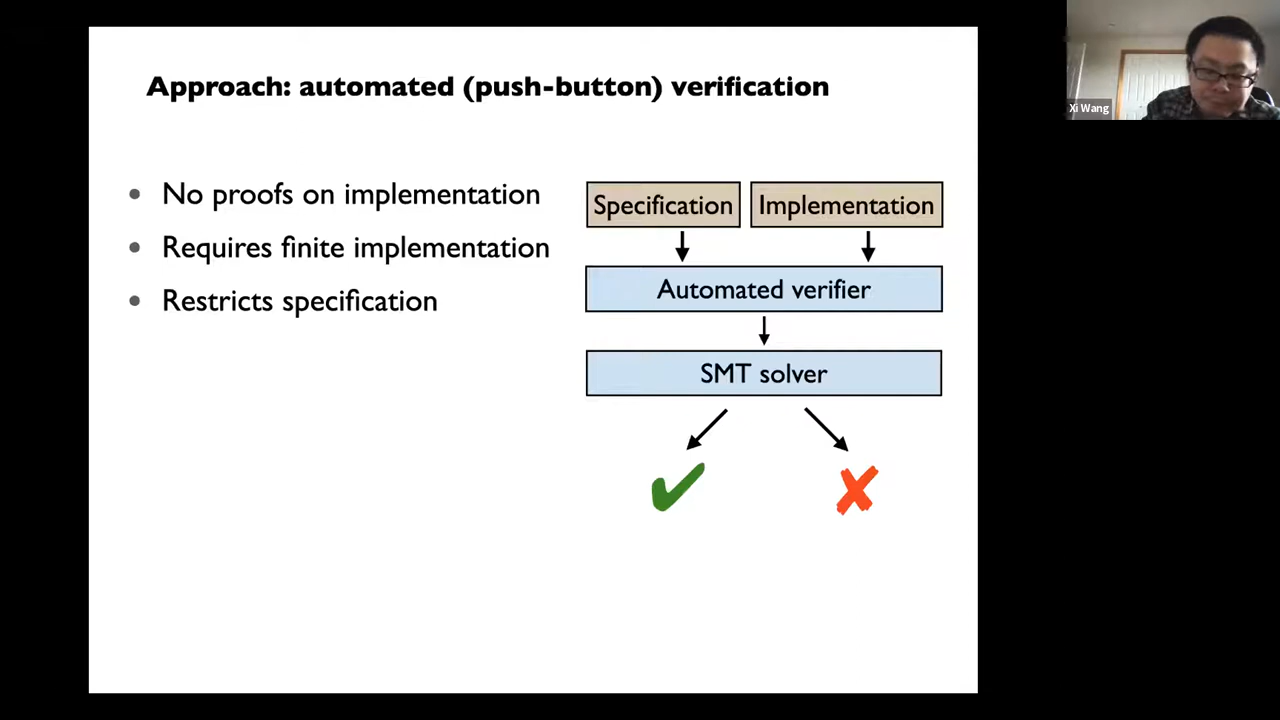 Approach: automated (push-button) verification
No proofs on implementation
Requires finite implementation
Restricts specification
Specification
Implementation
Automated verifier
SMT solver
Xi Wang